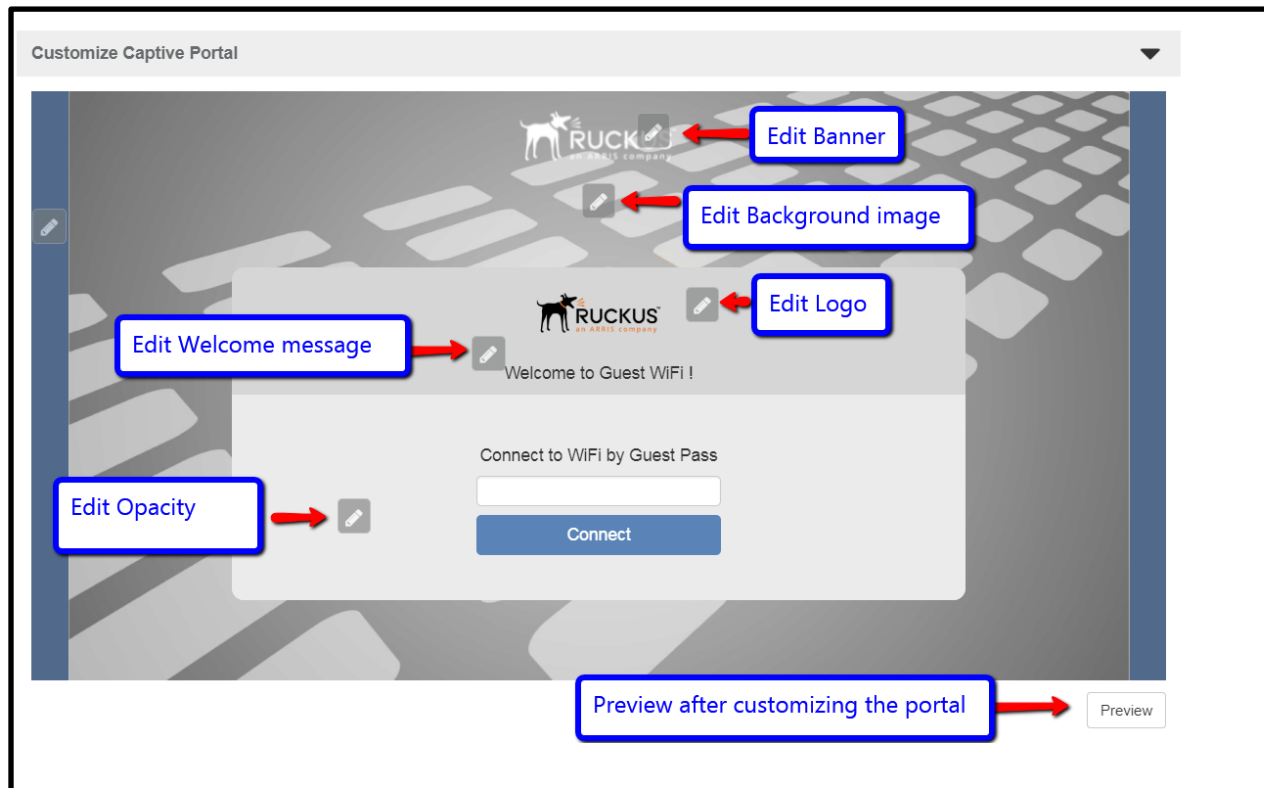 Customize Captive Portal
RUCKUS
an ARRIS company
Edit Banner
Edit Background image
RUCKUS™
an ARRIS company
Edit Logo
Edit Welcome message
Welcome to Guest WiFi !
Connect to WiFi by Guest Pass
Edit Opacity
Connect
Preview after customizing the portal
Preview